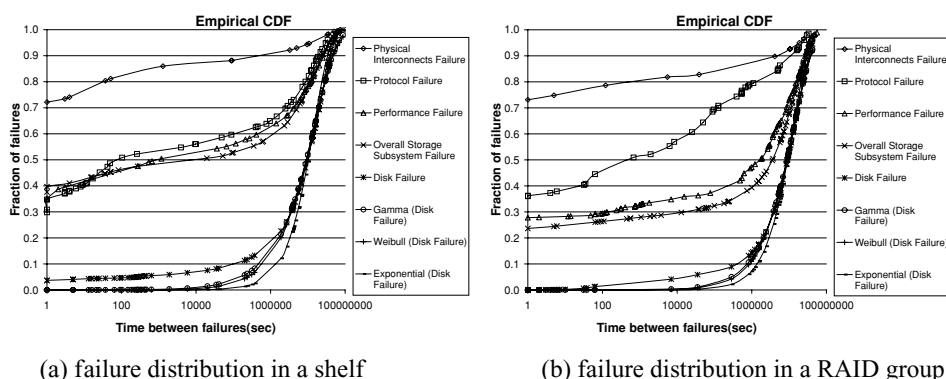 Empirical CDF
Fraction of failures
1.0
0.9
0.8
0.7
0.6
0.5
0.4
0.3
0.2
0.1
0.0
1 100 10000 1000000 100000000
Time between failures(sec)
Physical
Interconnects Failure
Protocol Failure
Performance Failure
Overall Storage
Subsystem Failure
Disk Failure
Gamma (Disk
Failure)
Weibull (Disk Failure)
Exponential (Disk
Failure)
(a) failure distribution in a shelf
Empirical CDF
Fraction of failures
1.0
0.9
0.8
0.7
0.6
0.5
0.4
0.3
0.2
0.1
0.0
1 100 10000 1000000 100000000
Time between failures(sec)
Physical
Interconnects Failure
Protocol Failure
Performance Failure
Overall Storage
Subsystem Failure
Disk Failure
Gamma (Disk
Failure)
Weibull (Disk Failure)
Exponential (Disk
Failure)
(b) failure distribution in a RAID group